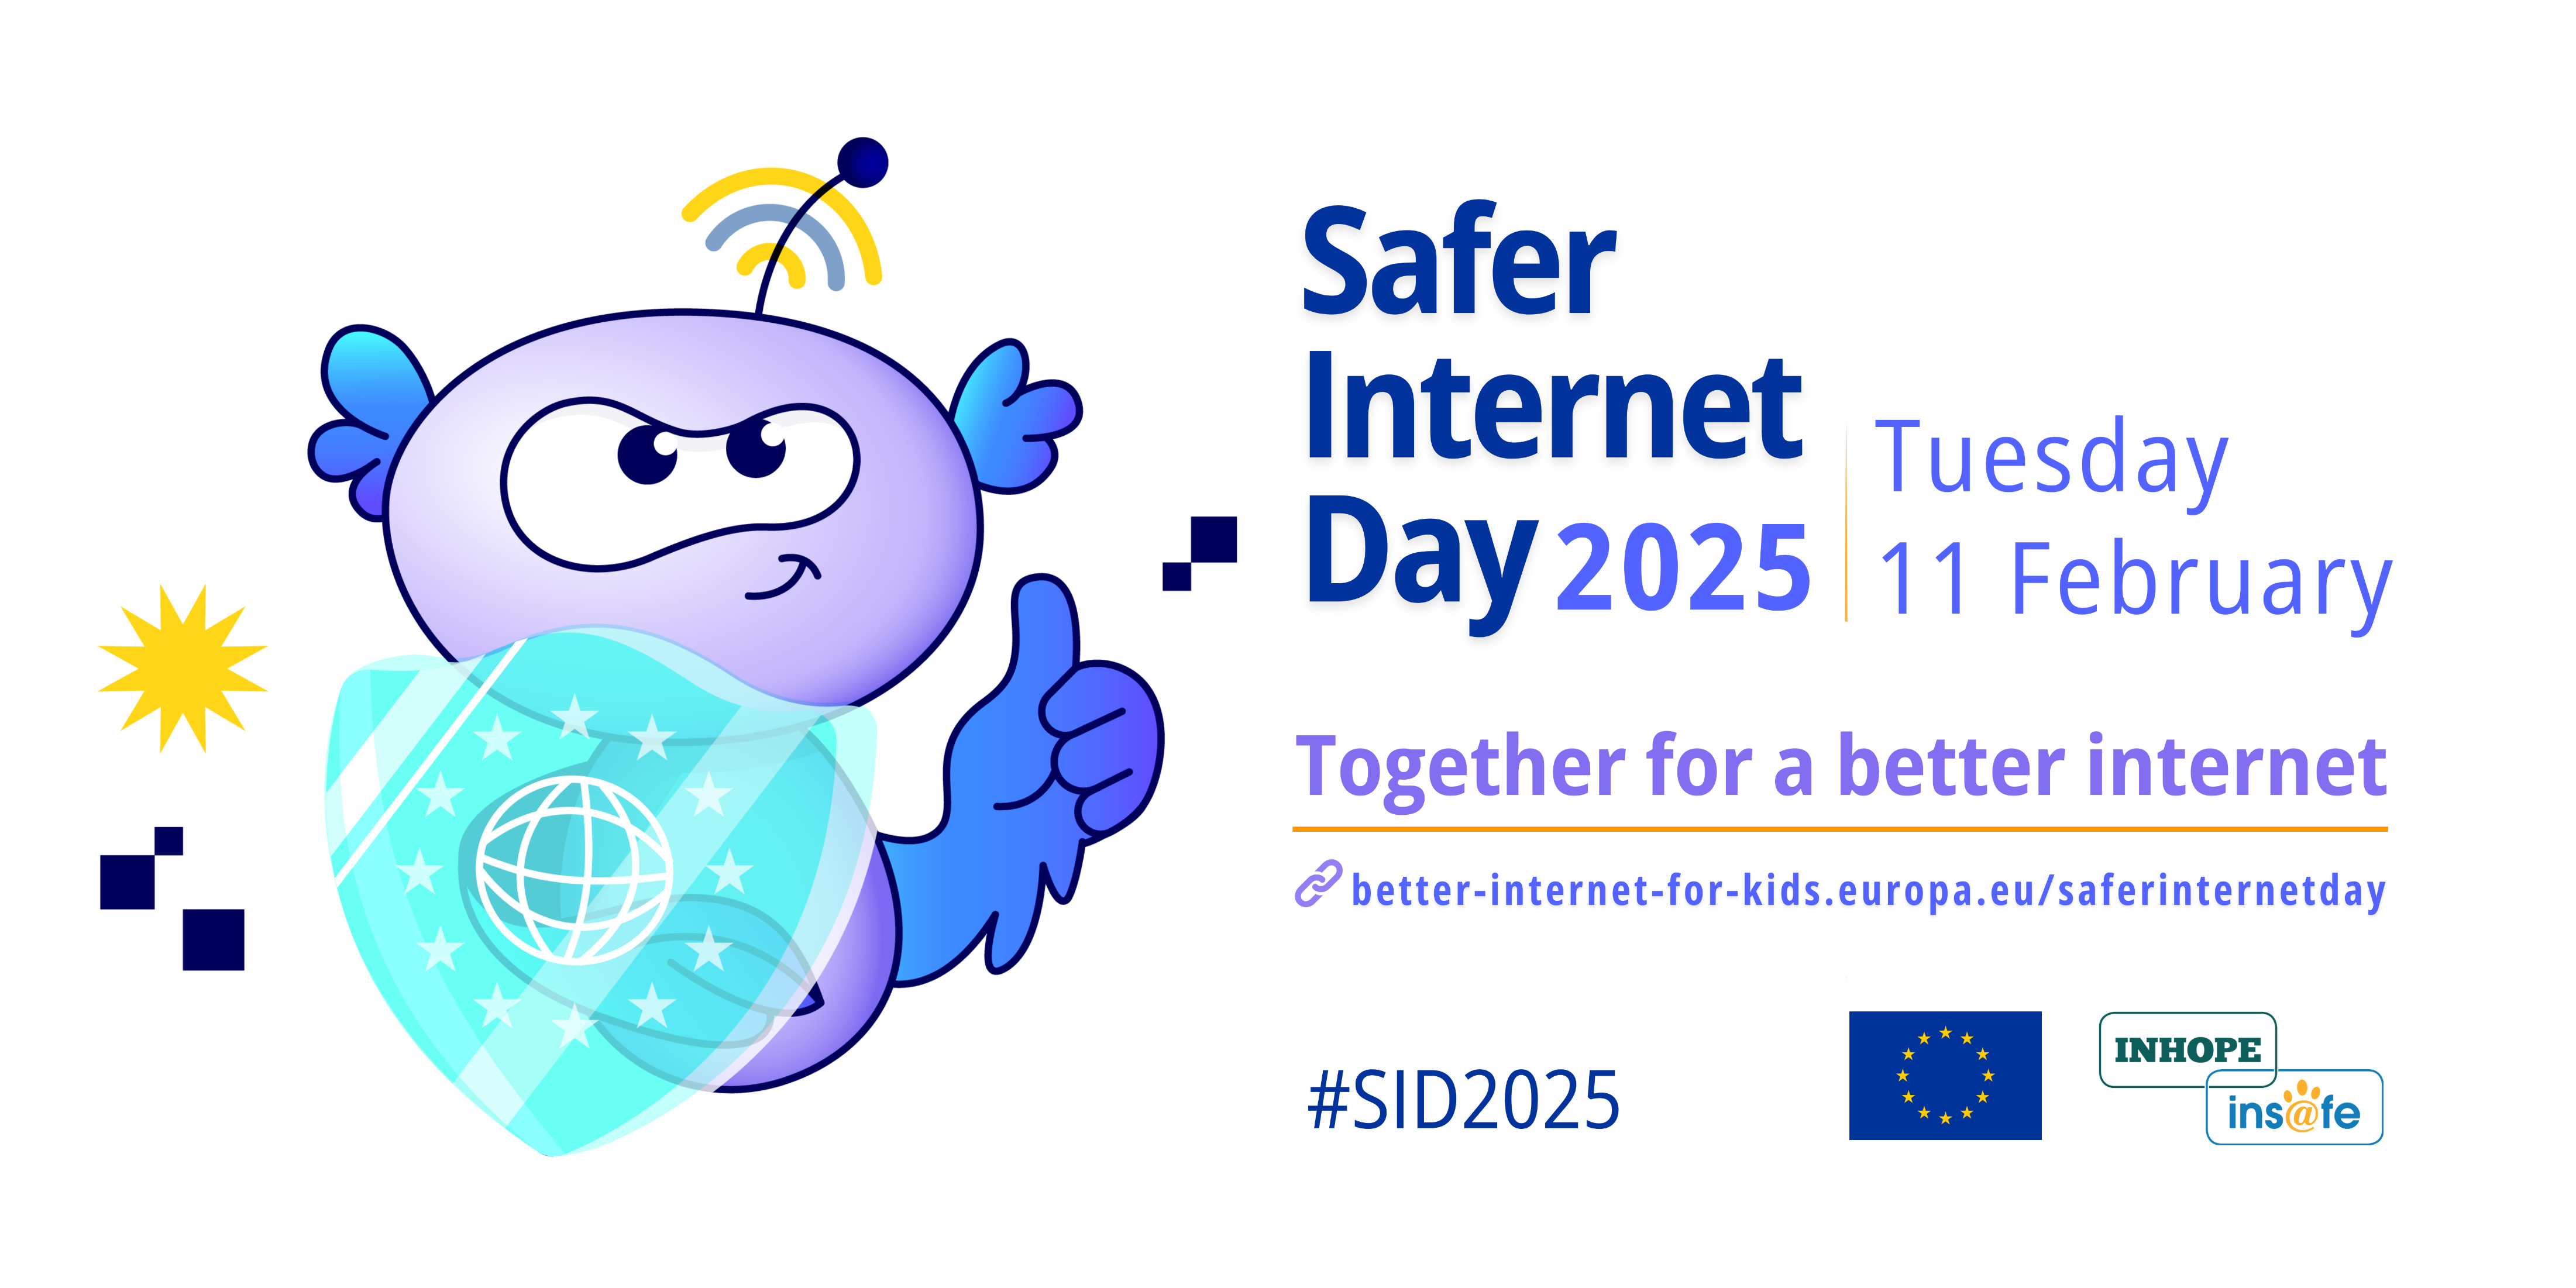 Safer
Internet
Day 2025
Tuesday
11 February
Together for a better internet
better-internet-for-kids.europa.eu/saferinternetday
#SID2025
INHOPE
ins@fe